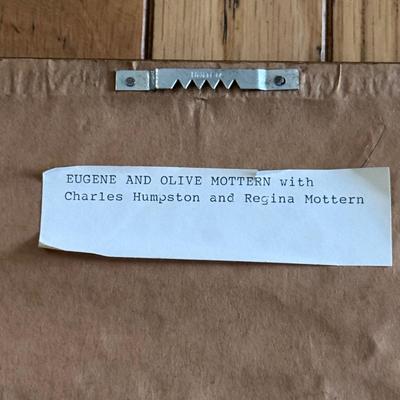 EUGENE AND OLIVE MOTTERN with
Charles Humpston and Regina Mottern